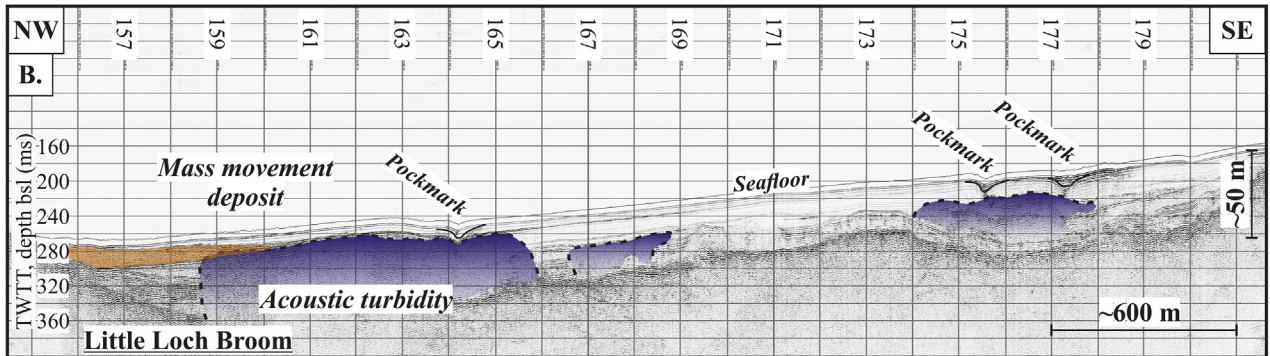 NW
157
159
161
163
165
167
169
171
173
175
177
179
SE
B.
TWTT, depth bsl (ms)
160
200
240
280
320
360
Mass movement
deposit
Pockmark
Seafloor
Pockmark
Pockmark
~50 m
Acoustic turbidity
~600 m
Little Loch Broom